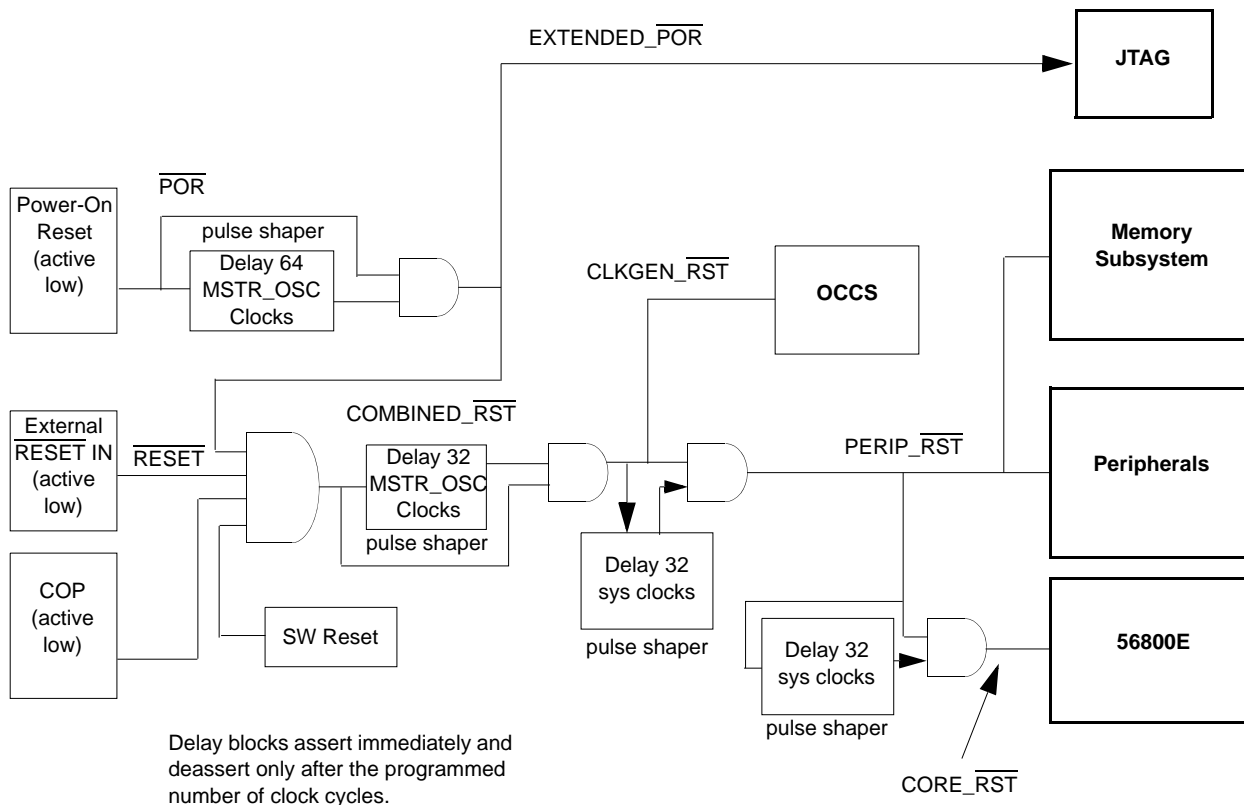 EXTENDED_POR
JTAG
POR
Power-On
Reset
(active
low)
pulse shaper
Delay 64
MSTR_OSC
Clocks
CLKGEN_RST
OCCS
Memory
Subsystem
External
RESET IN
(active
low)
RESET
COMBINED_RST
Delay 32
MSTR_OSC
Clocks
pulse shaper
PERIP_RST
Peripherals
COP
(active
low)
SW Reset
Delay 32
sys clocks
pulse shaper
Delay 32
sys clocks
pulse shaper
56800E
CORE_RST
Delay blocks assert immediately and
deassert only after the programmed
number of clock cycles.